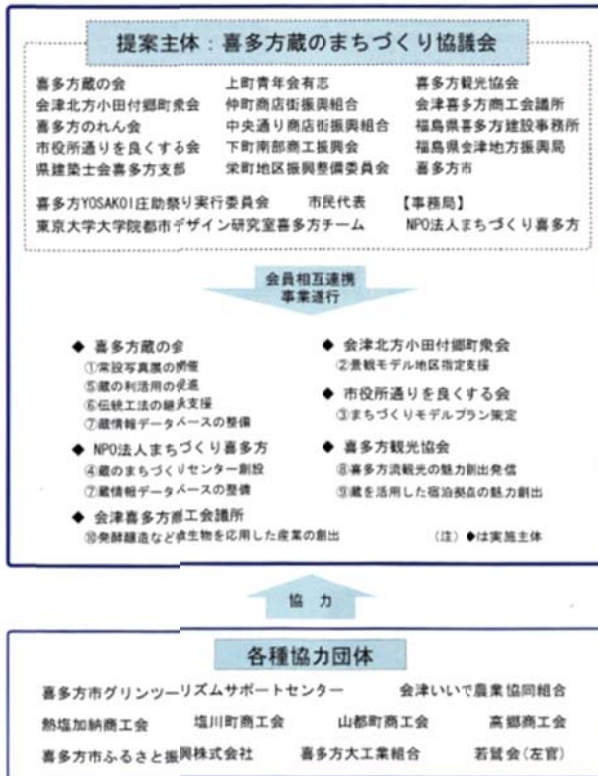 提案主体：喜多方蔵のまちづくり協議会
喜多方蔵の会　上町青年会有志　喜多方観光協会
会津北方小田付郷町衆会　仲町商店街振興組合　会津喜多方商工会議所
喜多方のれん会　中央通り商店街振興組合　福島県喜多方建設事務所
市役所通りを良くする会　下町南部商工振興会　福島県会津地方振興局
県建築士会喜多方支部　栄町地区振興整備委員会　喜多方市
喜多方YOSAKOI庄助祭り実行委員会　市民代表　【事務局】
東京大学大学院都市デザイン研究室喜多方チーム　NPO法人まちづくり喜多方
会員相互連携
事業遂行
◆ 喜多方蔵の会
①常設写真展の開催
⑤蔵の利活用の促進
⑥伝統工法の継承支援
⑦蔵情報データベースの整備
◆ NPO法人まちづくり喜多方
④蔵のまちづくりセンター創設
⑦蔵情報データベースの整備
◆ 会津喜多方商工会議所
⑩発酵醸造など微生物を応用した産業の創出
◆ 会津北方小田付郷町衆会
②景観モデル地区指定支援
◆ 市役所通りを良くする会
③まちづくりモデルプラン策定
◆ 喜多方観光協会
⑧喜多方流観光の魅力創出発信
⑨蔵を活用した宿泊拠点の魅力創出
（注）◆は実施主体
協　力
各種協力団体
喜多方市グリンツーリズムサポートセンター　会津いいで農業協同組合
熱塩加納商工会　塩川町商工会　山都町商工会　高郷商工会
喜多方市ふるさと振興株式会社　喜多方大工業組合　若鷲会(左官)